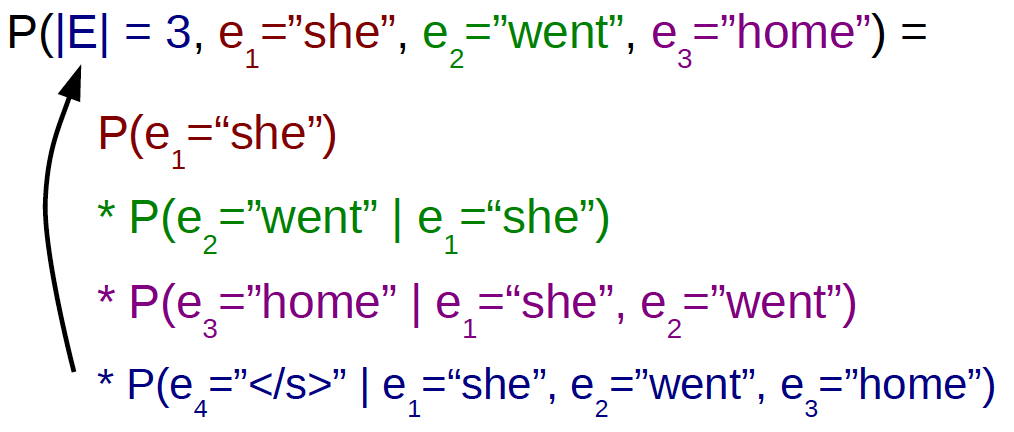 P(|E| = 3, e₁=”she”, e₂=”went”, e₃=”home”) =
P(e₁=“she”)
* P(e₂=”went” | e₁=“she”)
* P(e₃=”home” | e₁=“she”, e₂=”went”)
* P(e₄=”</s>” | e₁=“she”, e₂=”went”, e₃=”home”)